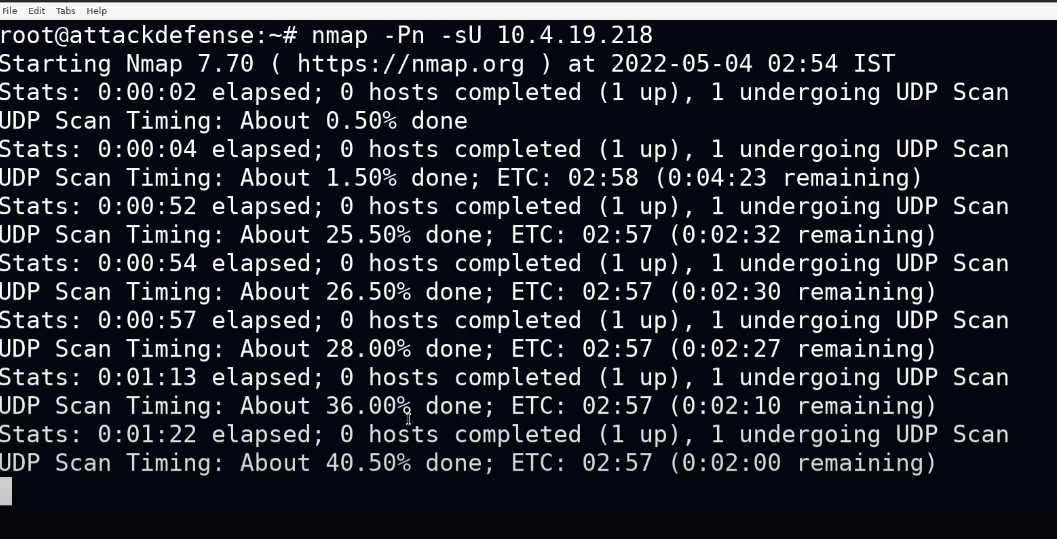 File Edit Tabs Help
root@attackdefense:~# nmap -Pn -sU 10.4.19.218
Starting Nmap 7.70 ( https://nmap.org ) at 2022-05-04 02:54 IST
Stats: 0:00:02 elapsed; 0 hosts completed (1 up), 1 undergoing UDP Scan
UDP Scan Timing: About 0.50% done
Stats: 0:00:04 elapsed; 0 hosts completed (1 up), 1 undergoing UDP Scan
UDP Scan Timing: About 1.50% done; ETC: 02:58 (0:04:23 remaining)
Stats: 0:00:52 elapsed; 0 hosts completed (1 up), 1 undergoing UDP Scan
UDP Scan Timing: About 25.50% done; ETC: 02:57 (0:02:32 remaining)
Stats: 0:00:54 elapsed; 0 hosts completed (1 up), 1 undergoing UDP Scan
UDP Scan Timing: About 26.50% done; ETC: 02:57 (0:02:30 remaining)
Stats: 0:00:57 elapsed; 0 hosts completed (1 up), 1 undergoing UDP Scan
UDP Scan Timing: About 28.00% done; ETC: 02:57 (0:02:27 remaining)
Stats: 0:01:13 elapsed; 0 hosts completed (1 up), 1 undergoing UDP Scan
UDP Scan Timing: About 36.00% done; ETC: 02:57 (0:02:10 remaining)
Stats: 0:01:22 elapsed; 0 hosts completed (1 up), 1 undergoing UDP Scan
UDP Scan Timing: About 40.50% done; ETC: 02:57 (0:02:00 remaining)